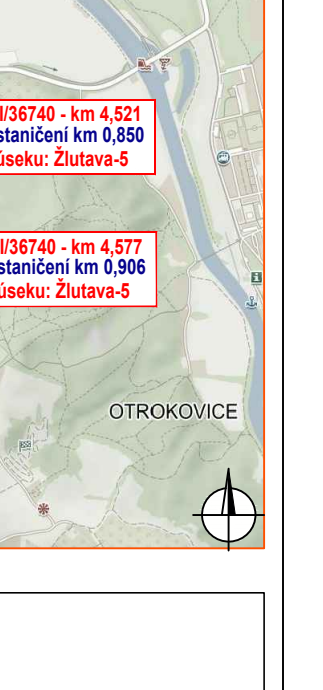 I/36740 - km 4,521
staničení km 0,850
úseku: Žlutava-5
I/36740 - km 4,577
staničení km 0,906
úseku: Žlutava-5
OTROKOVICE